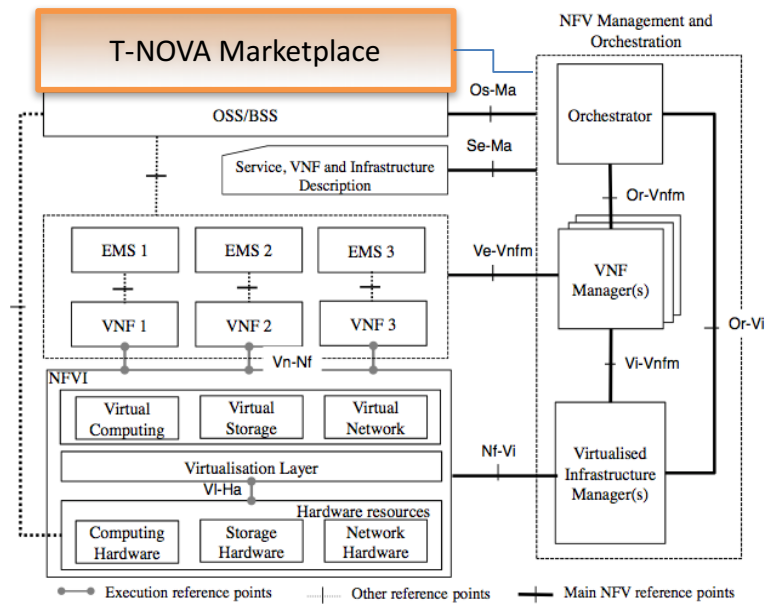 T-NOVA Marketplace
NFV Management and
Orchestration
OSS/BSS
Os-Ma
Orchestrator
Se-Ma
Service, VNF and Infrastructure
Description
Or-Vnfm
EMS 1
EMS 2
EMS 3
Ve-Vnfm
VNF
Manager(s)
VNF 1
VNF 2
VNF 3
Or-Vi
Vn-Nf
Vi-Vnfm
NFVI
Virtual
Computing
Virtual
Storage
Virtual
Network
Nf-Vi
Virtualised
Infrastructure
Manager(s)
Virtualisation Layer
Vl-Ha
Hardware resources
Computing
Hardware
Storage
Hardware
Network
Hardware
Execution reference points
Other reference points
Main NFV reference points